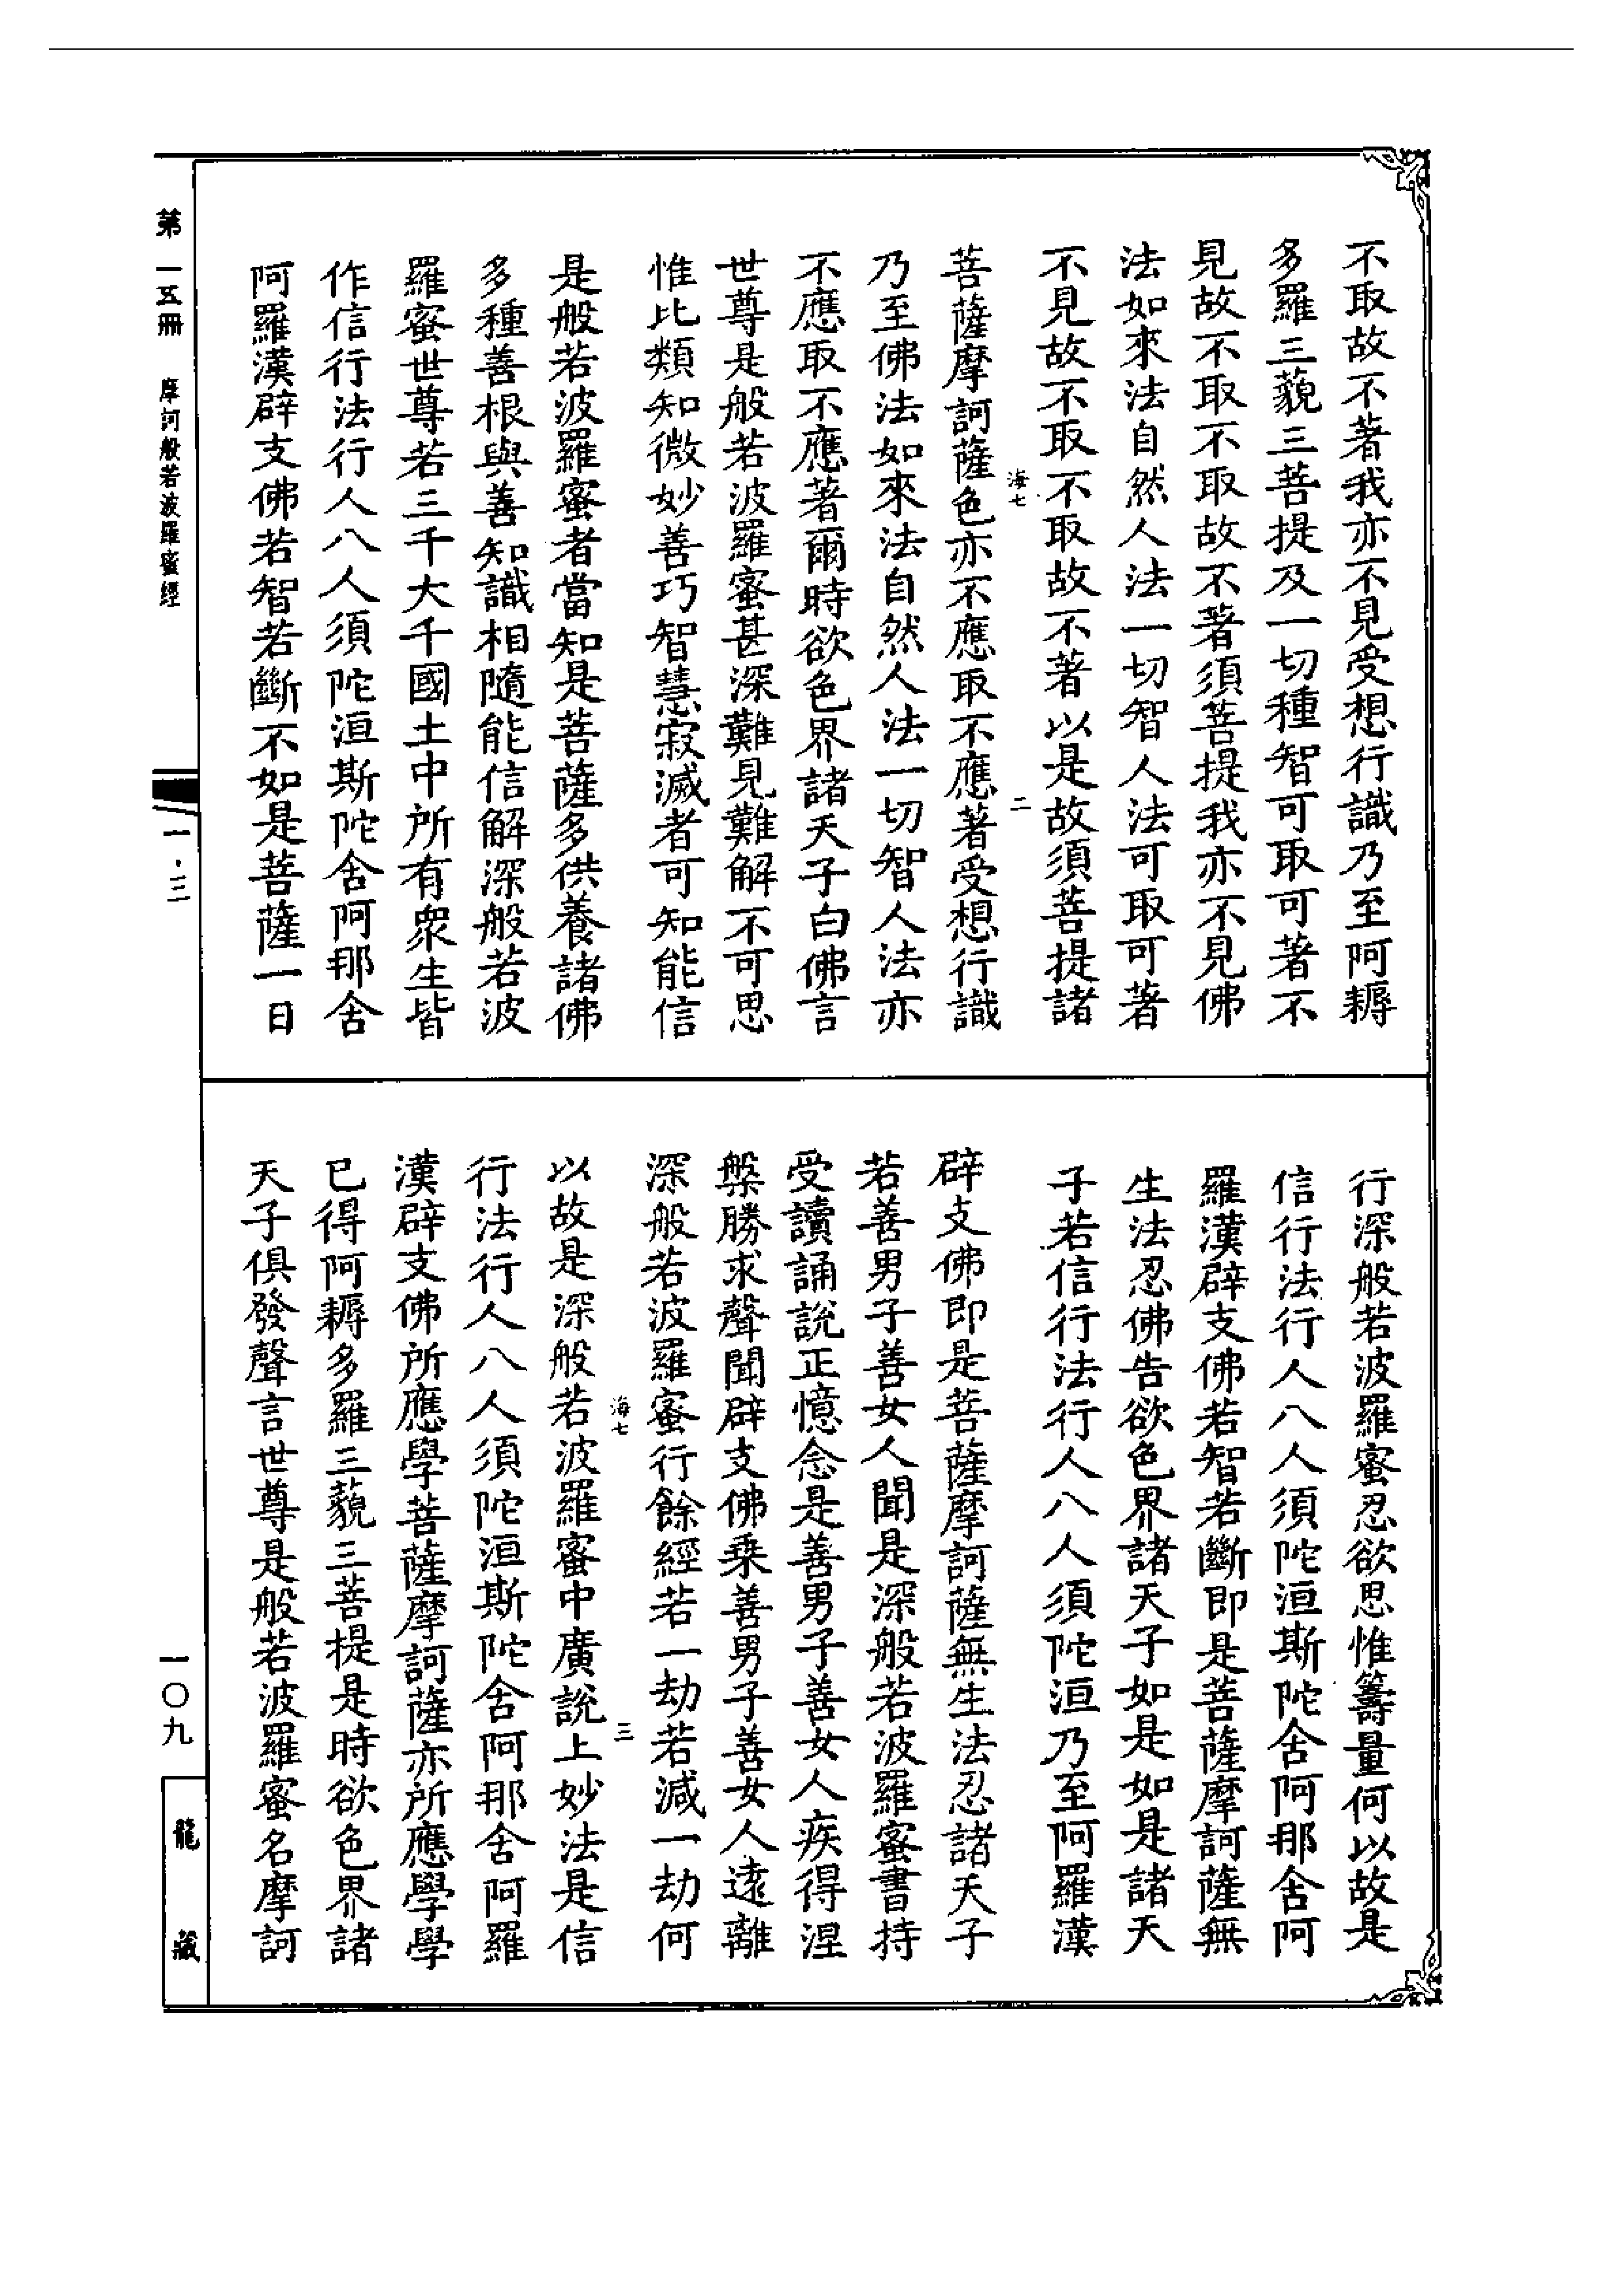 不取故不著我亦不見受想行識乃至阿耨
多羅三藐三菩提及一切種智可取可著不
見故不取不取故不著須菩提我亦不見佛
法如來法自然人法一切智人法可取可著
不見故不取不取故不著以是故須菩提諸
海七
二
菩薩摩訶薩色亦不應取不應著受想行識
乃至佛法如來法自然人法一切智人法亦
不應取不應著爾時欲色界諸天子白佛言
世尊是般若波羅蜜甚深難見難解不可思
惟比類知微妙善巧智慧寂滅者可知能信
是般若波羅蜜者當知是菩薩多供養諸佛
多種善根與善知識相隨能信解深般若波
羅蜜世尊若三千大千國土中所有眾生皆
作信行法行人八人須陀洹斯陀含阿那含
阿羅漢辟支佛若智若斷不如是菩薩一日
行深般若波羅蜜忍欲思惟籌量何以故是
信行法行人八人須陀洹斯陀含阿那含阿
羅漢辟支佛若智若斷即是菩薩摩訶薩無
生法忍佛告欲色界諸天子如是如是諸天
子若信行法行人八人須陀洹乃至阿羅漢
辟支佛即是菩薩摩訶薩無生法忍諸天子
若善男子善女人聞是深般若波羅蜜書持
受讀誦說正憶念是善男子善女人疾得涅
槃勝求聲聞辟支佛乘善男子善女人遠離
深般若波羅蜜行餘經若一劫若減一劫何
海七
三
以故是深般若波羅蜜中廣說上妙法是信
行法行人八人須陀洹斯陀含阿那含阿羅
漢辟支佛所應學菩薩摩訶薩亦所應學學
已得阿耨多羅三藐三菩提是時欲色界諸
天子俱發聲言世尊是般若波羅蜜名摩訶
第一五冊 摩訶般若波羅蜜經
一·三
一〇九
龍藏